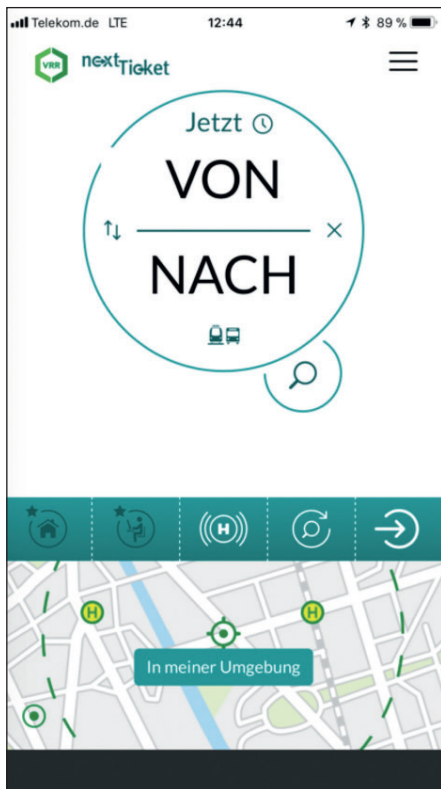 Telekom.de LTE 12:44 89 %
VRR nextTicket
Jetzt
VON
NACH
H
H H
In meiner Umgebung